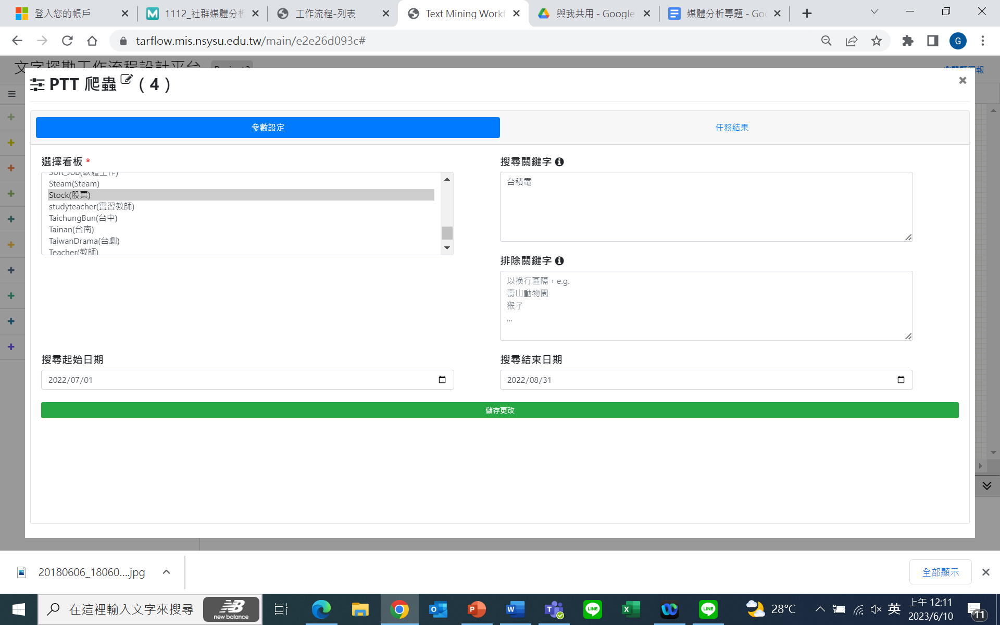 登入您的帳戶
1112_社群媒體分析
工作流程-列表
Text Mining Workf
與我共用 - Google
媒體分析專題 - Goo
tarflow.mis.nsysu.edu.tw/main/e2e26d093c#
G
文字探勘工作流程設計平台
PTT 爬蟲 ( 4 )
參數設定
任務結果
選擇看板 *
Soft_Job(軟體工作)
Steam(Steam)
Stock(股票)
studyteacher(實習教師)
TaichungBun(台中)
Tainan(台南)
TaiwanDrama(台劇)
Teacher(教師)
搜尋關鍵字
台積電
排除關鍵字
以換行區隔，e.g.
壽山動物園
猴子
...
搜尋起始日期
2022/07/01
搜尋結束日期
2022/08/31
儲存更改
20180606_18060....jpg
全部顯示
在這裡輸入文字來搜尋
new balance
LINE
LINE
28°C
英
上午 12:11
2023/6/10
11